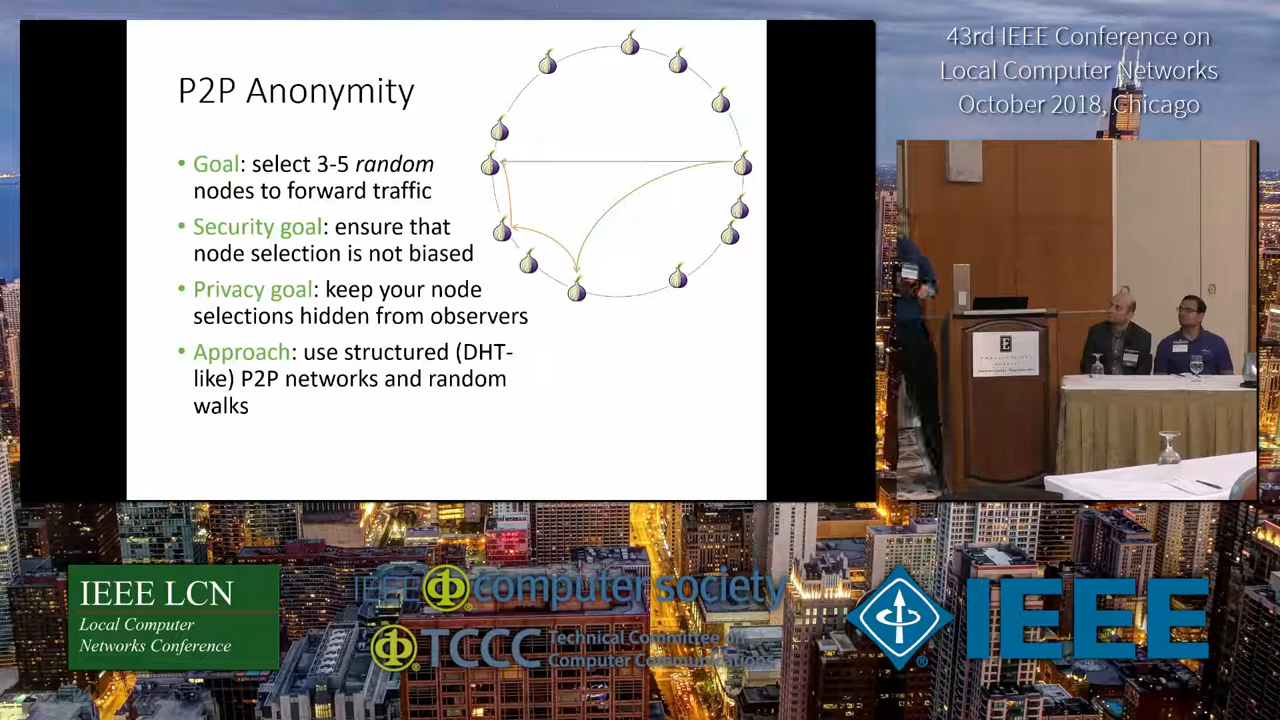 P2P Anonymity
• Goal: select 3-5 random
nodes to forward traffic
• Security goal: ensure that
node selection is not biased
• Privacy goal: keep your node
selections hidden from observers
• Approach: use structured (DHT-
like) P2P networks and random
walks
43rd IEEE Conference on
Local Computer Networks
October 2018, Chicago
E
IEEE LCN
Local Computer
Networks Conference
IEEE computer society
TCCC Technical Committee on
Computer Communications
IEEE